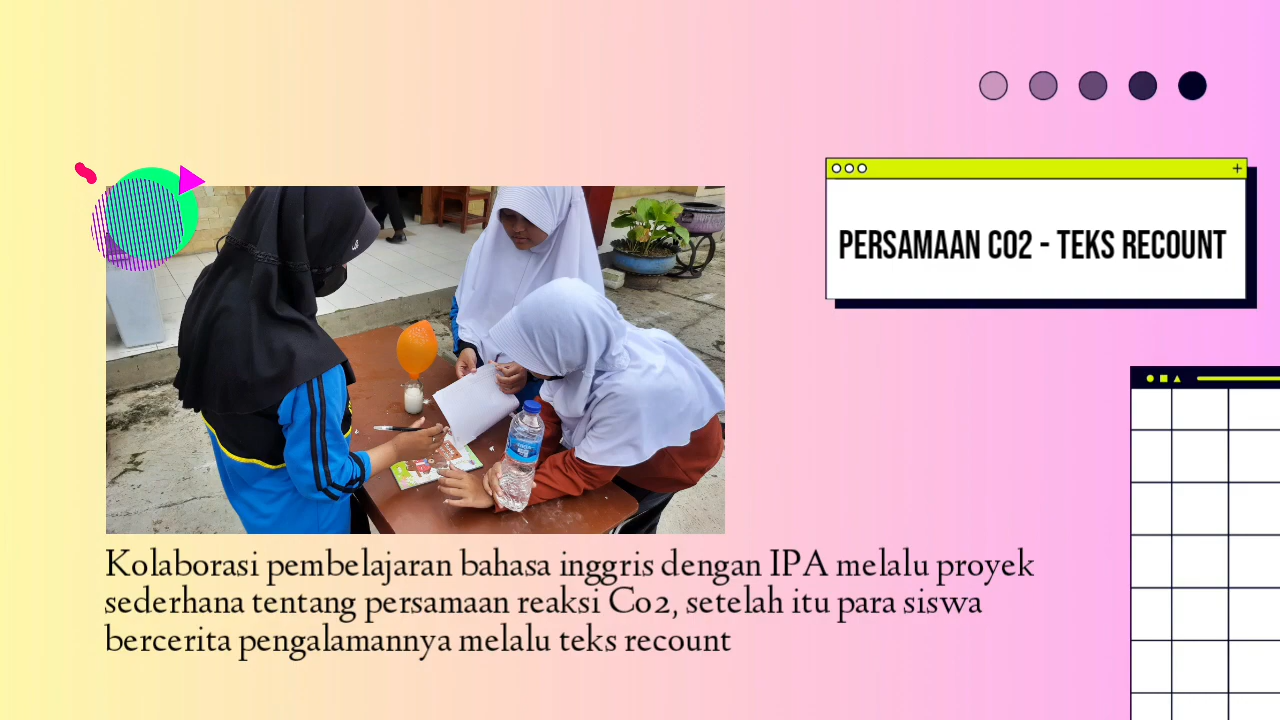 PERSAMAAN CO2 - TEKS RECOUNT
Kolaborasi pembelajaran bahasa inggris dengan IPA melalu proyek
sederhana tentang persamaan reaksi Co2, setelah itu para siswa
bercerita pengalamannya melalu teks recount